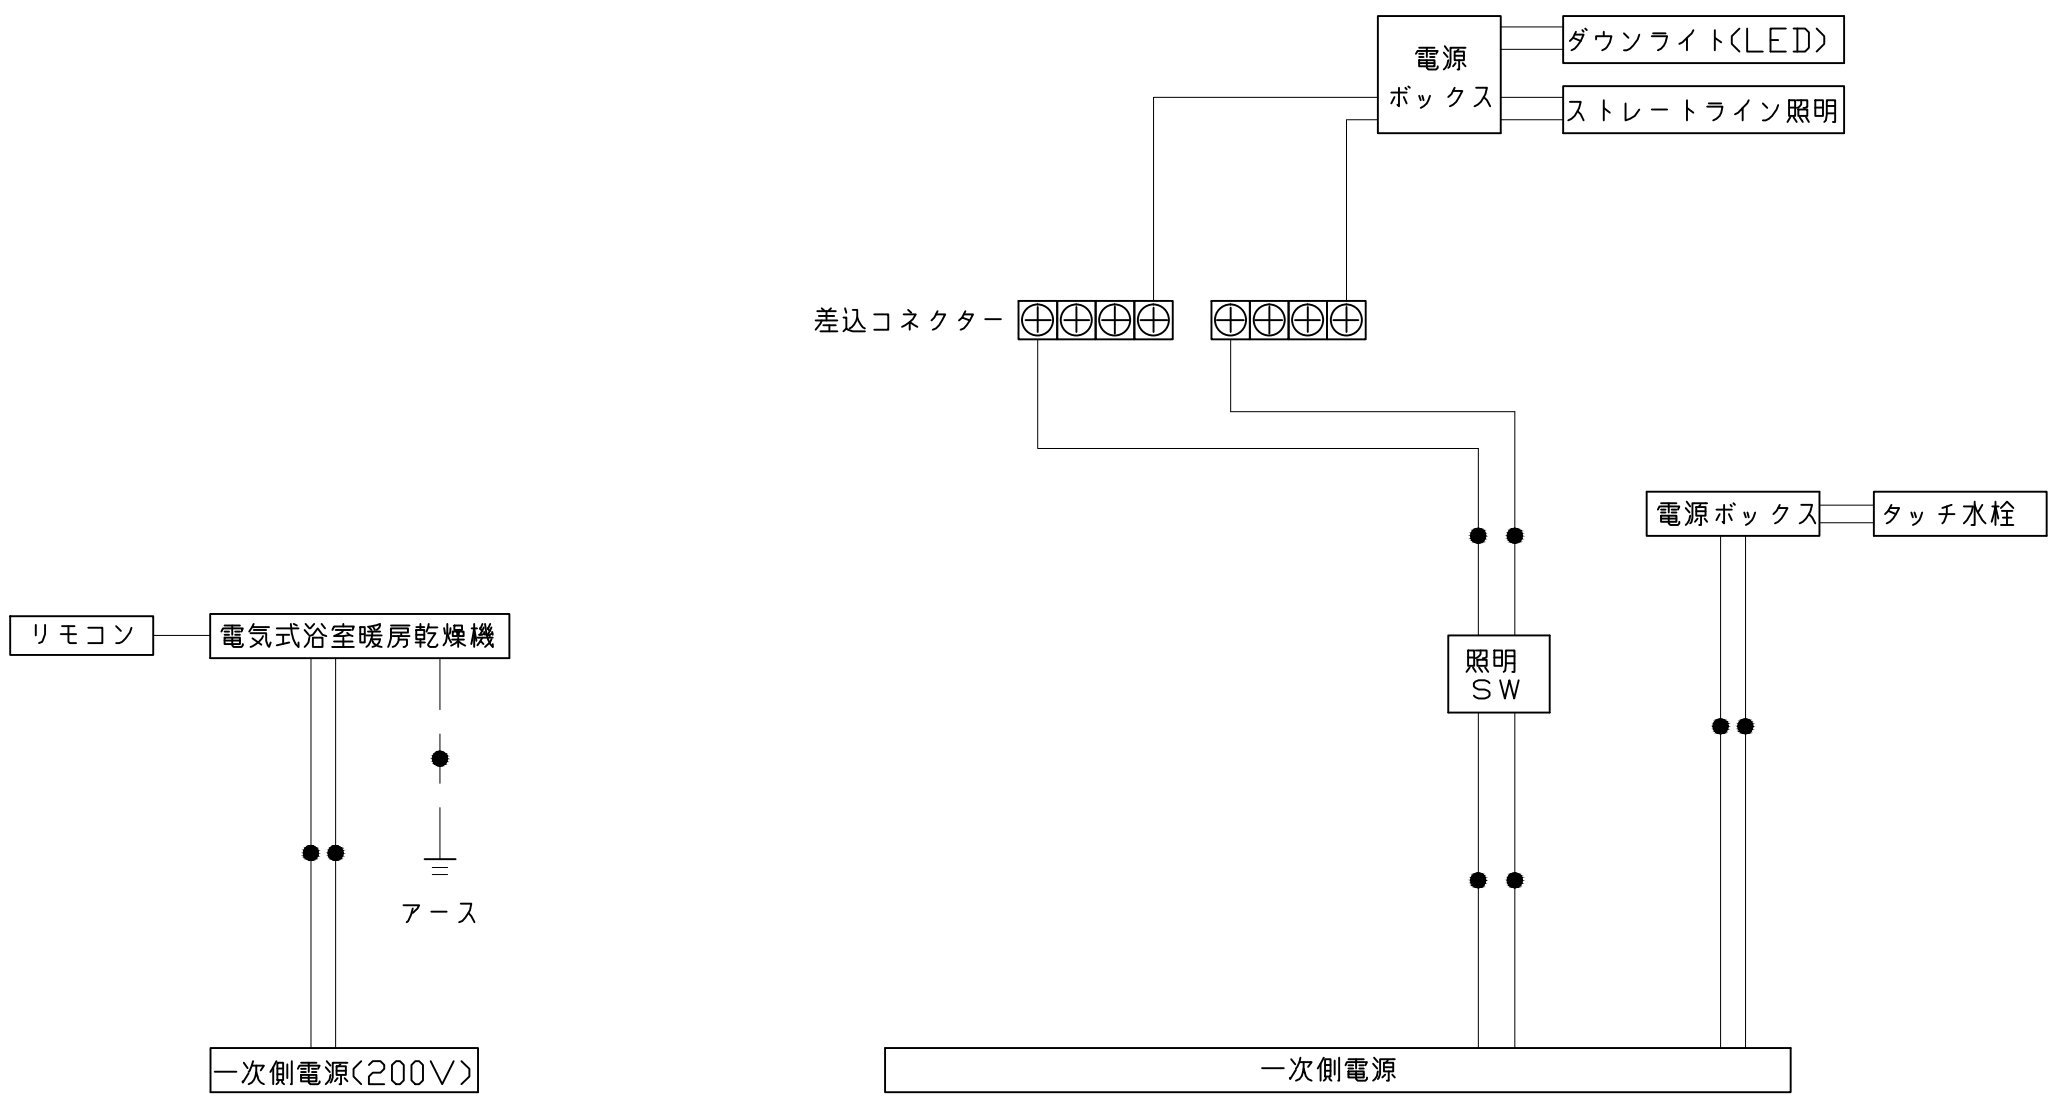 電源
ボックス
ダウンライト(LED)
ストレートライン照明
差込コネクター
電源ボックス
タッチ水栓
リモコン
電気式浴室暖房乾燥機
照明
SW
アース
一次側電源(200V)
一次側電源